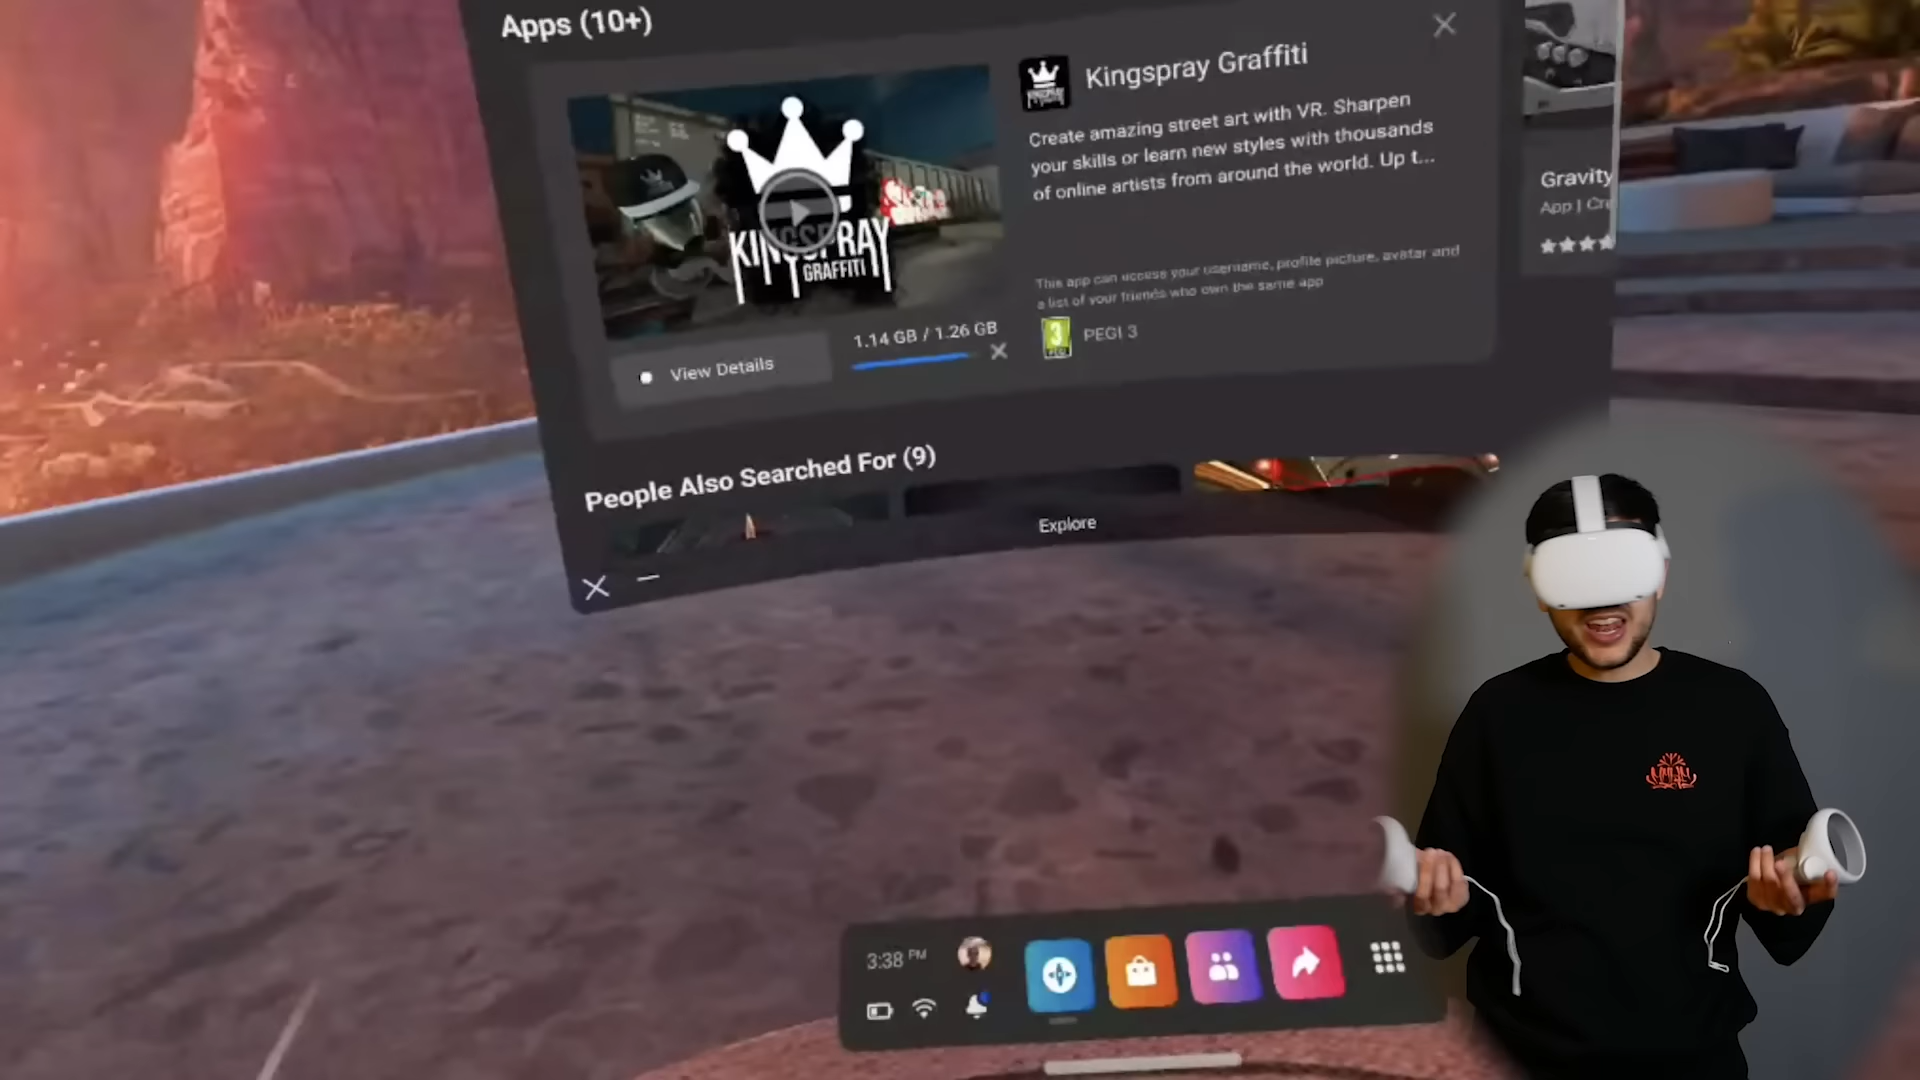 Apps (10+)
KINGSPRAY
GRAFFITI
1.14 GB / 1.26 GB
View Details
Kingspray Graffiti
Create amazing street art with VR. Sharpen
your skills or learn new styles with thousands
of online artists from around the world. Up t...
This app can access your username, profile picture, avatar and
a list of your friends who own the same app
3
PEGI 3
Gravity
App | Cre
People Also Searched For (9)
Explore
3:38 PM